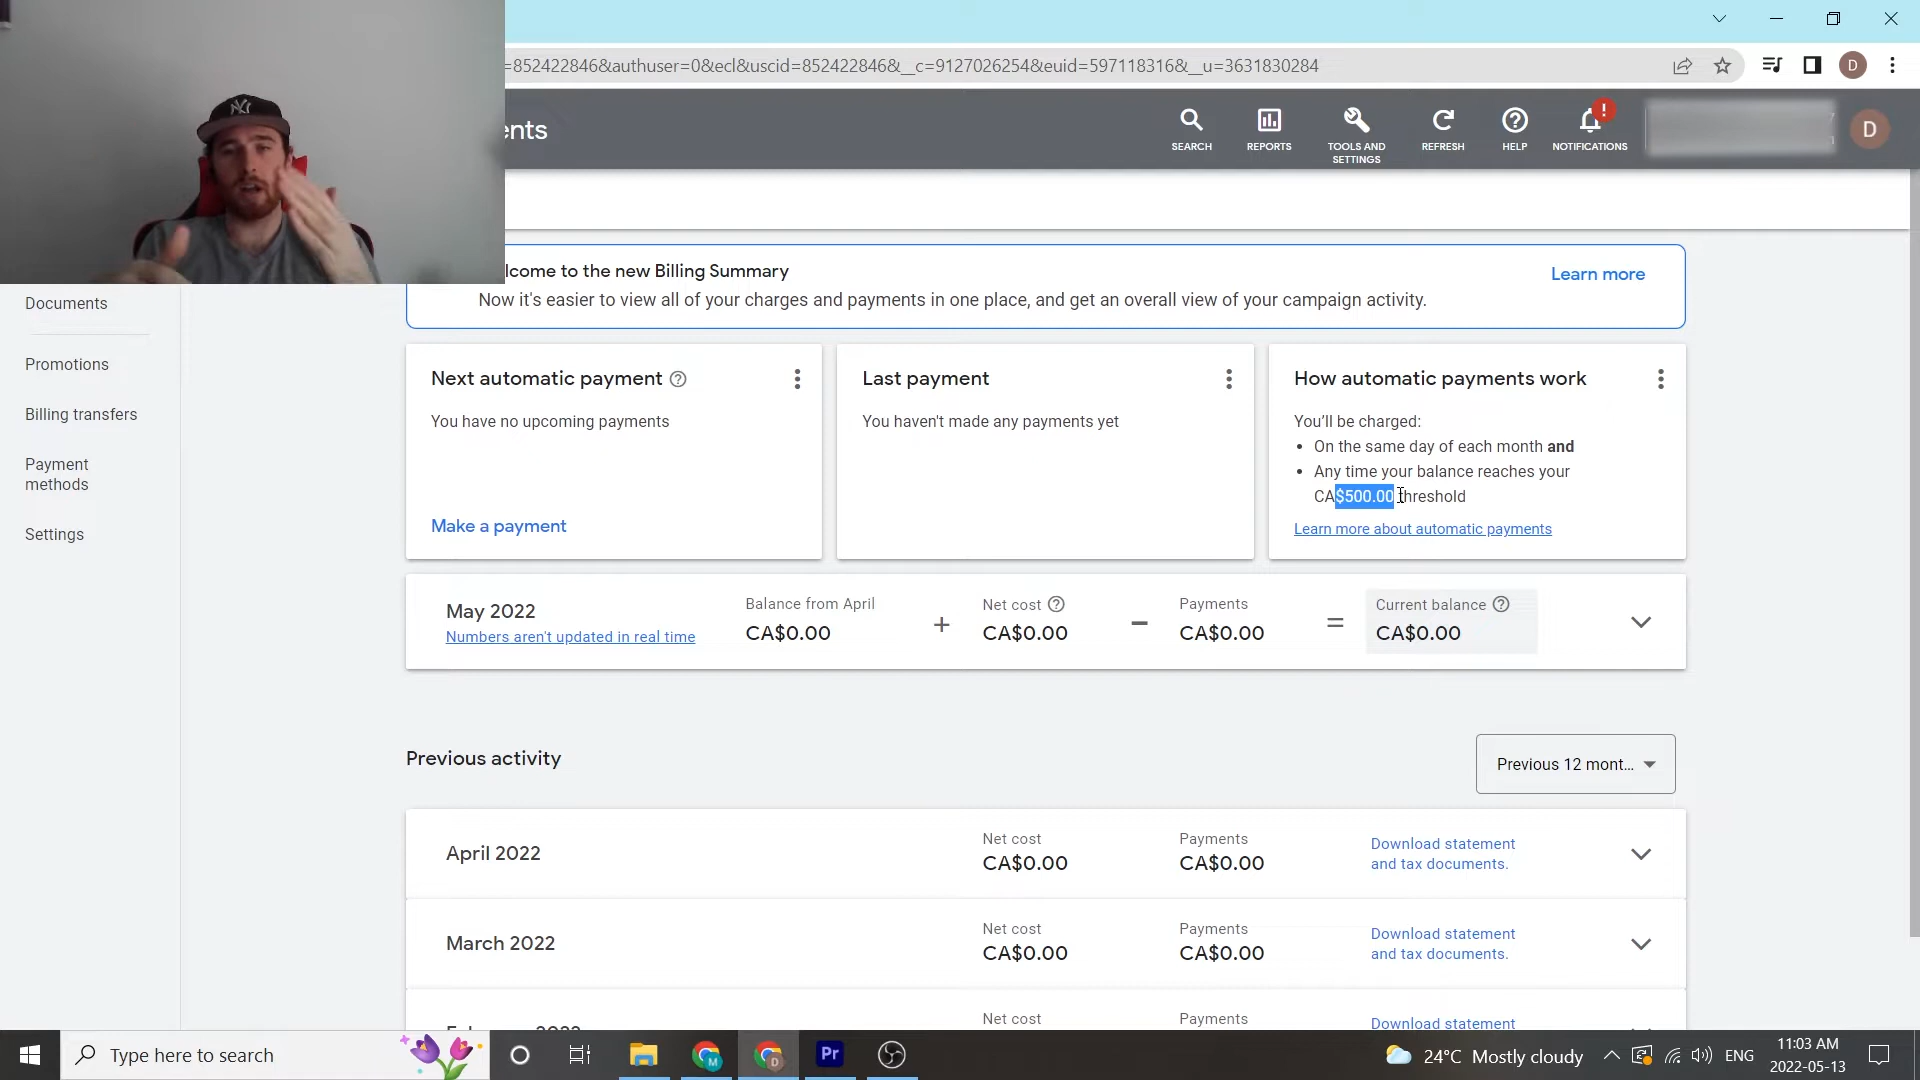 =852422846&authuser=0&ecl&uscid=852422846&__c=9127026254&euid=597118316&__u=3631830284
D
NY
ents
SEARCH
REPORTS
TOOLS AND
SETTINGS
REFRESH
HELP
!
NOTIFICATIONS
D
lcome to the new Billing Summary
Learn more
Now it's easier to view all of your charges and payments in one place, and get an overall view of your campaign activity.
Documents
Promotions
Billing transfers
Payment
methods
Settings
Next automatic payment
You have no upcoming payments
Make a payment
Last payment
You haven't made any payments yet
How automatic payments work
You'll be charged:
• On the same day of each month and
• Any time your balance reaches your
CA$500.00 threshold
Learn more about automatic payments
May 2022
Numbers aren't updated in real time
Balance from April
CA$0.00
+
Net cost
CA$0.00
−
Payments
CA$0.00
=
Current balance
CA$0.00
Previous activity
Previous 12 mont...
April 2022
Net cost
CA$0.00
Payments
CA$0.00
Download statement
and tax documents.
March 2022
Net cost
CA$0.00
Payments
CA$0.00
Download statement
and tax documents.
Net cost
Payments
Download statement
Type here to search
M
D
Pr
24°C Mostly cloudy
ENG
11:03 AM
2022-05-13